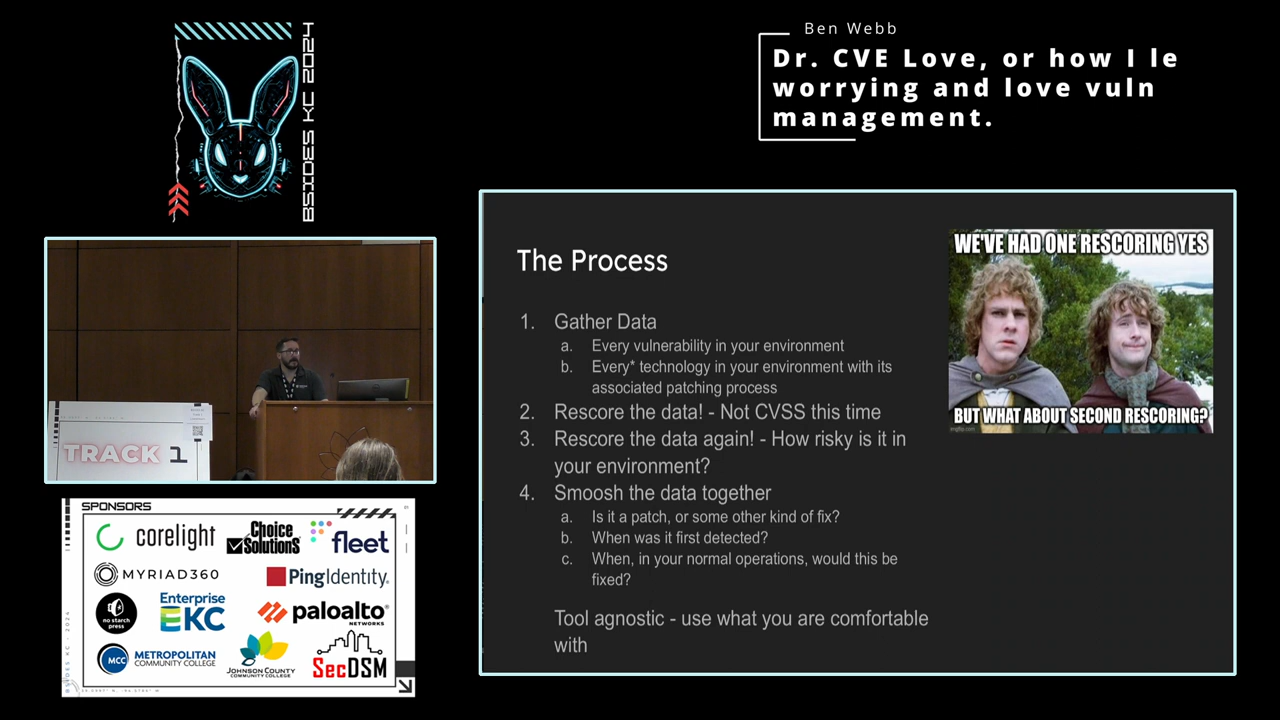 BSIDES KC 2024
Ben Webb
Dr. CVE Love, or how I le
worrying and love vuln
management.
TRACK 1
SPONSORS
corelight
Choice
SolutionS
fleet
MYRIAD360
PingIdentity.
no starch
press
Enterprise
KC
paloalto
NETWORKS
MCC
METROPOLITAN
COMMUNITY COLLEGE
JOHNSON COUNTY
COMMUNITY COLLEGE
SecDSM
The Process
1. Gather Data
a. Every vulnerability in your environment
b. Every* technology in your environment with its
associated patching process
2. Rescore the data! - Not CVSS this time
3. Rescore the data again! - How risky is it in
your environment?
4. Smoosh the data together
a. Is it a patch, or some other kind of fix?
b. When was it first detected?
c. When, in your normal operations, would this be
fixed?
Tool agnostic - use what you are comfortable
with
WE'VE HAD ONE RESCORING YES
BUT WHAT ABOUT SECOND RESCORING?
imgflip.com